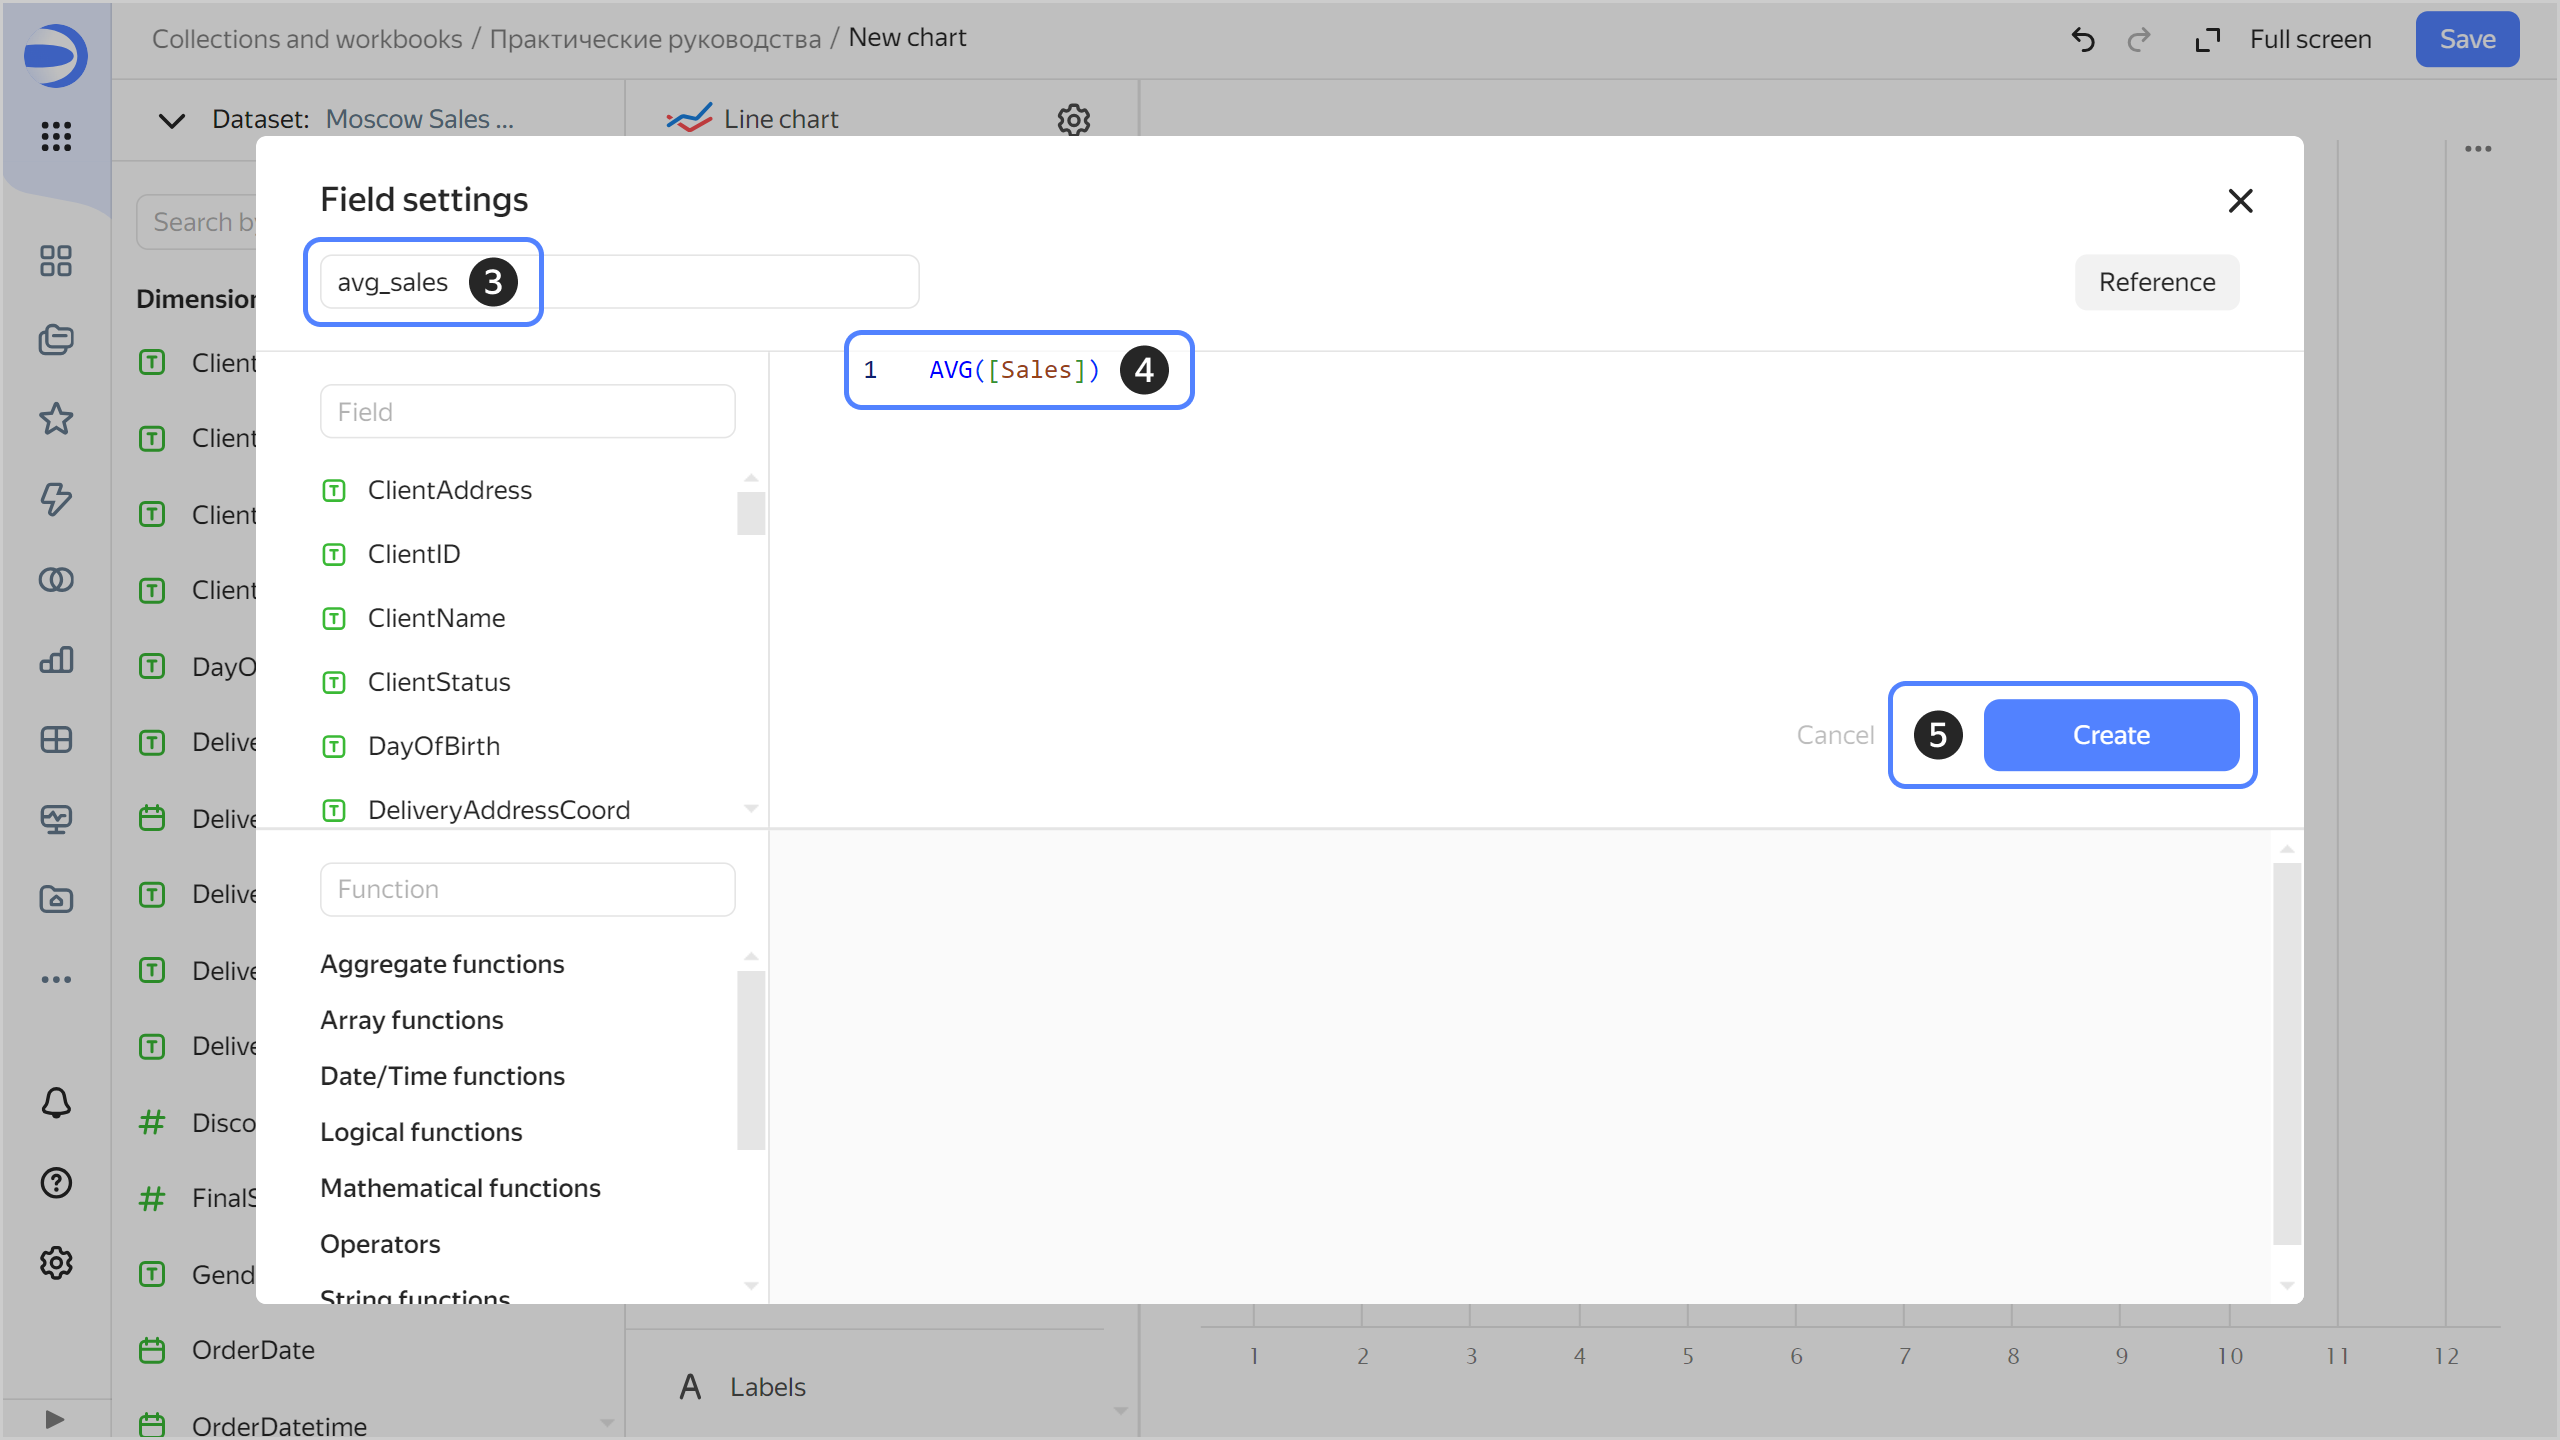 Collections and workbooks / Практические руководства / New chart
Full screen
Save
Dataset: Moscow Sales ...
Line chart
Search by
Dimension
Client
Client
Client
Client
DayO
Delive
Delive
Delive
Delive
Delive
Disco
FinalS
Gend
OrderDate
OrderDatetime
Field settings
avg_sales 3
Reference
1 AVG([Sales]) 4
Field
ClientAddress
ClientID
ClientName
ClientStatus
DayOfBirth
DeliveryAddressCoord
Cancel
5
Create
Function
Aggregate functions
Array functions
Date/Time functions
Logical functions
Mathematical functions
Operators
String functions
Labels
1 2 3 4 5 6 7 8 9 10 11 12